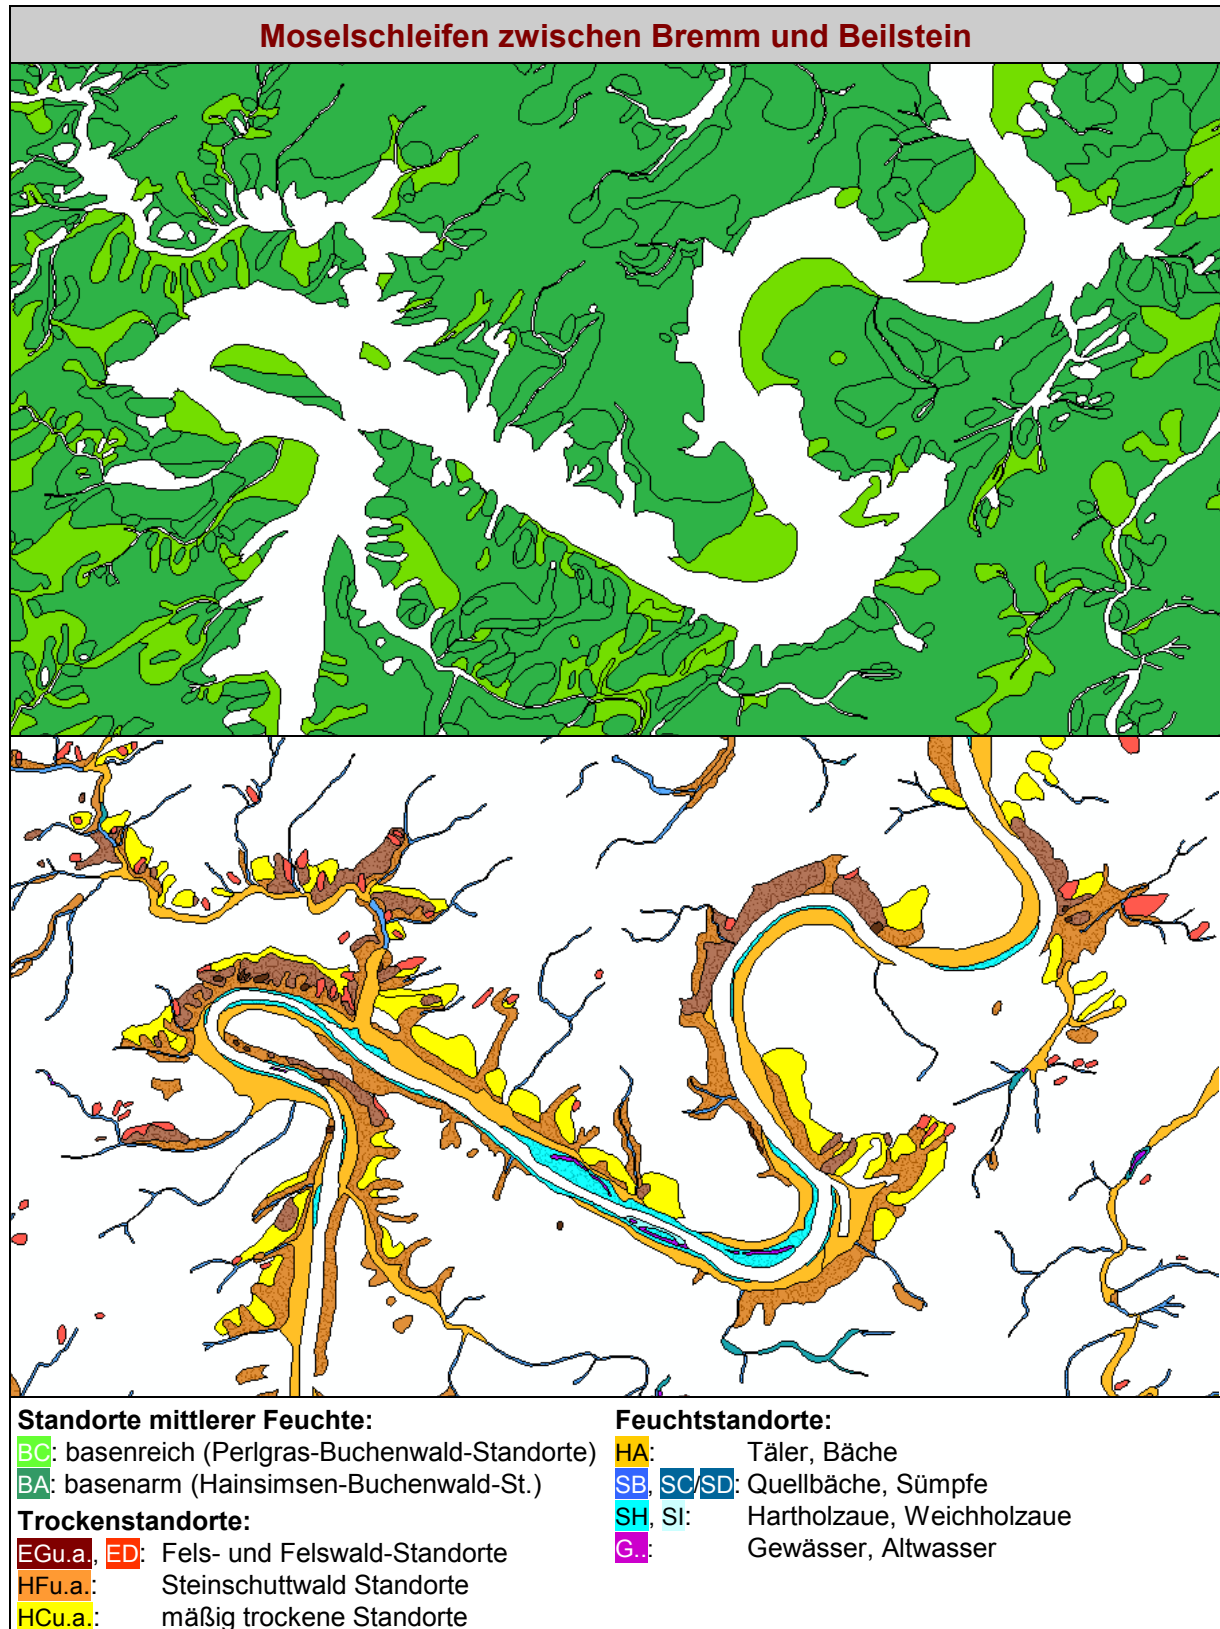 Moselschleifen zwischen Bremm und Beilstein
Standorte mittlerer Feuchte:
BC: basenreich (Perlgras-Buchenwald-Standorte)
BA: basenarm (Hainsimsen-Buchenwald-St.)
Trockenstandorte:
EGu.a., ED: Fels- und Felswald-Standorte
HFu.a.: Steinschuttwald Standorte
HCu.a.: mäßig trockene Standorte
Feuchtstandorte:
HA: Täler, Bäche
SB, SC/SD: Quellbäche, Sümpfe
SH, SI: Hartholzaue, Weichholzaue
G..: Gewässer, Altwasser